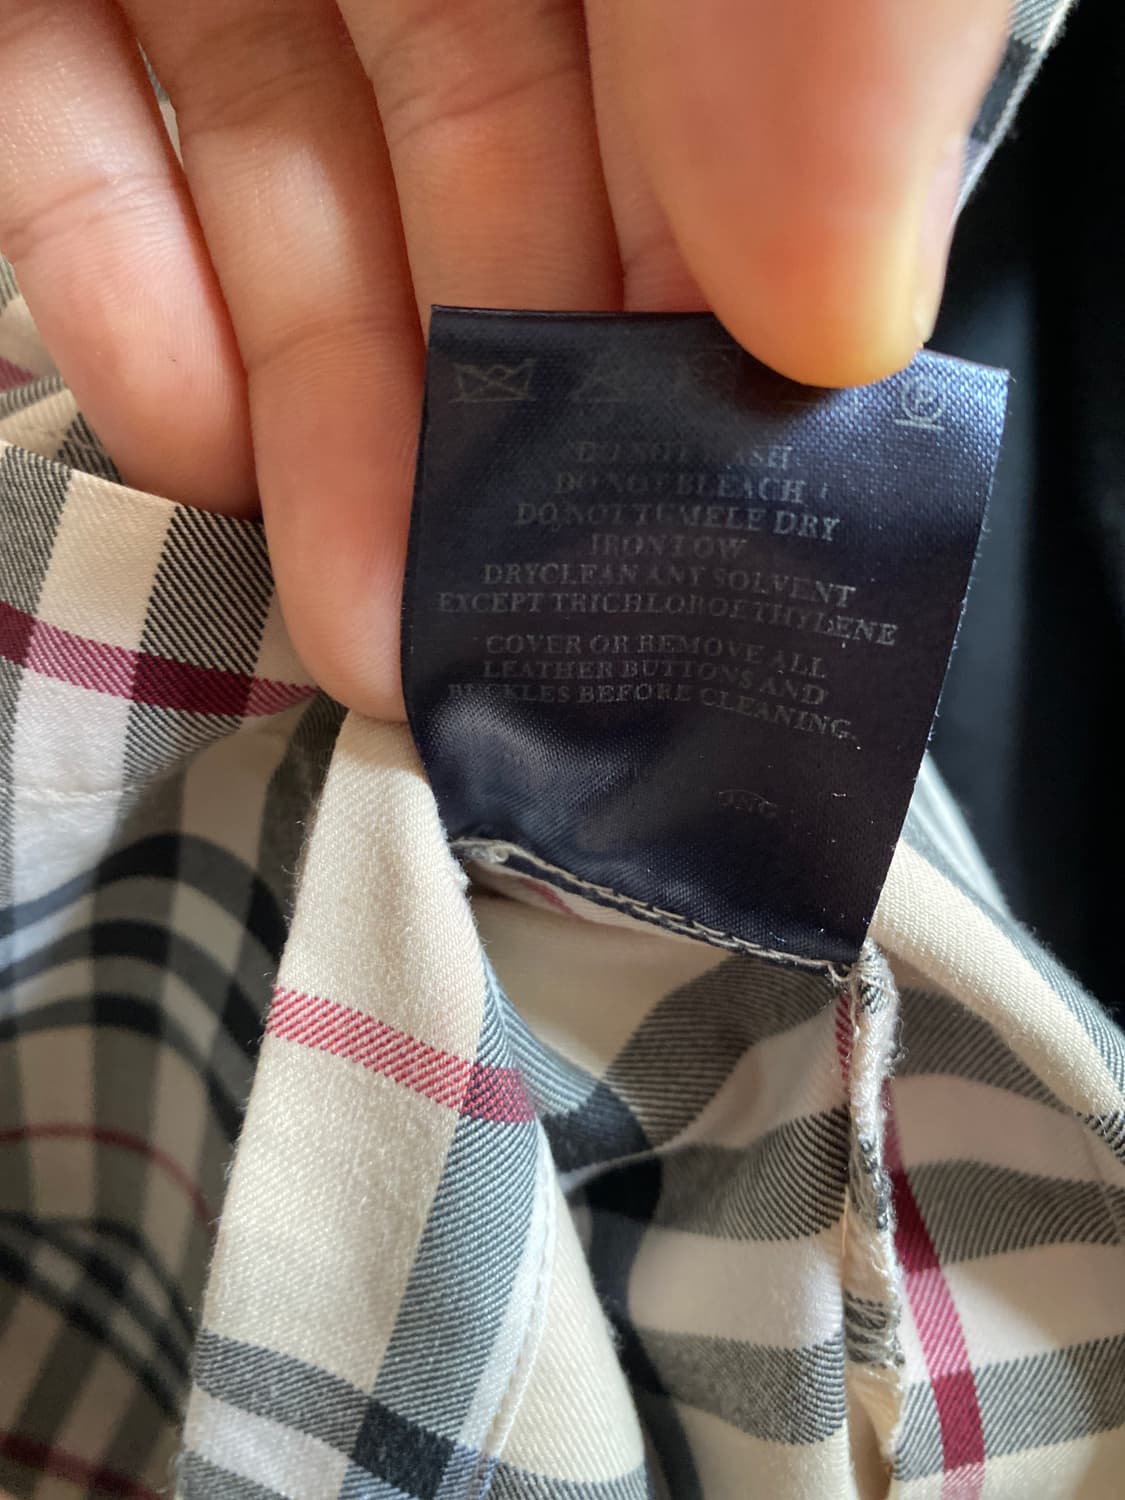 P
DO NOT WASH
DO NOT BLEACH
DO NOT TUMBLE DRY
IRON LOW
DRYCLEAN ANY SOLVENT
EXCEPT TRICHLOROETHYLENE
COVER OR REMOVE ALL
LEATHER BUTTONS AND
BUCKLES BEFORE CLEANING.